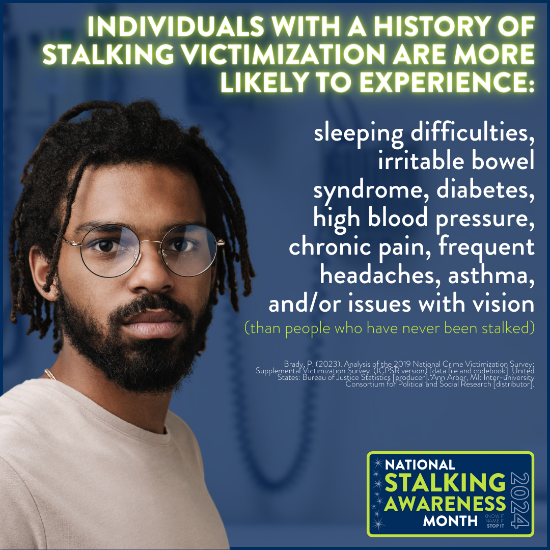 INDIVIDUALS WITH A HISTORY OF
STALKING VICTIMIZATION ARE MORE
LIKELY TO EXPERIENCE:
sleeping difficulties,
irritable bowel
syndrome, diabetes,
high blood pressure,
chronic pain, frequent
headaches, asthma,
and/or issues with vision
(than people who have never been stalked)
Brady, P. (2023). Analysis of the 2019 National Crime Victimization Survey:
Supplemental Victimization Survey. (ICPSR version) [data file and codebook]. United
States: Bureau of Justice Statistics [producer]. Ann Arbor, MI: Inter-university
Consortium for Political and Social Research [distributor].
NATIONAL
STALKING
AWARENESS
MONTH
2024
KNOW IT
NAME IT
STOP IT